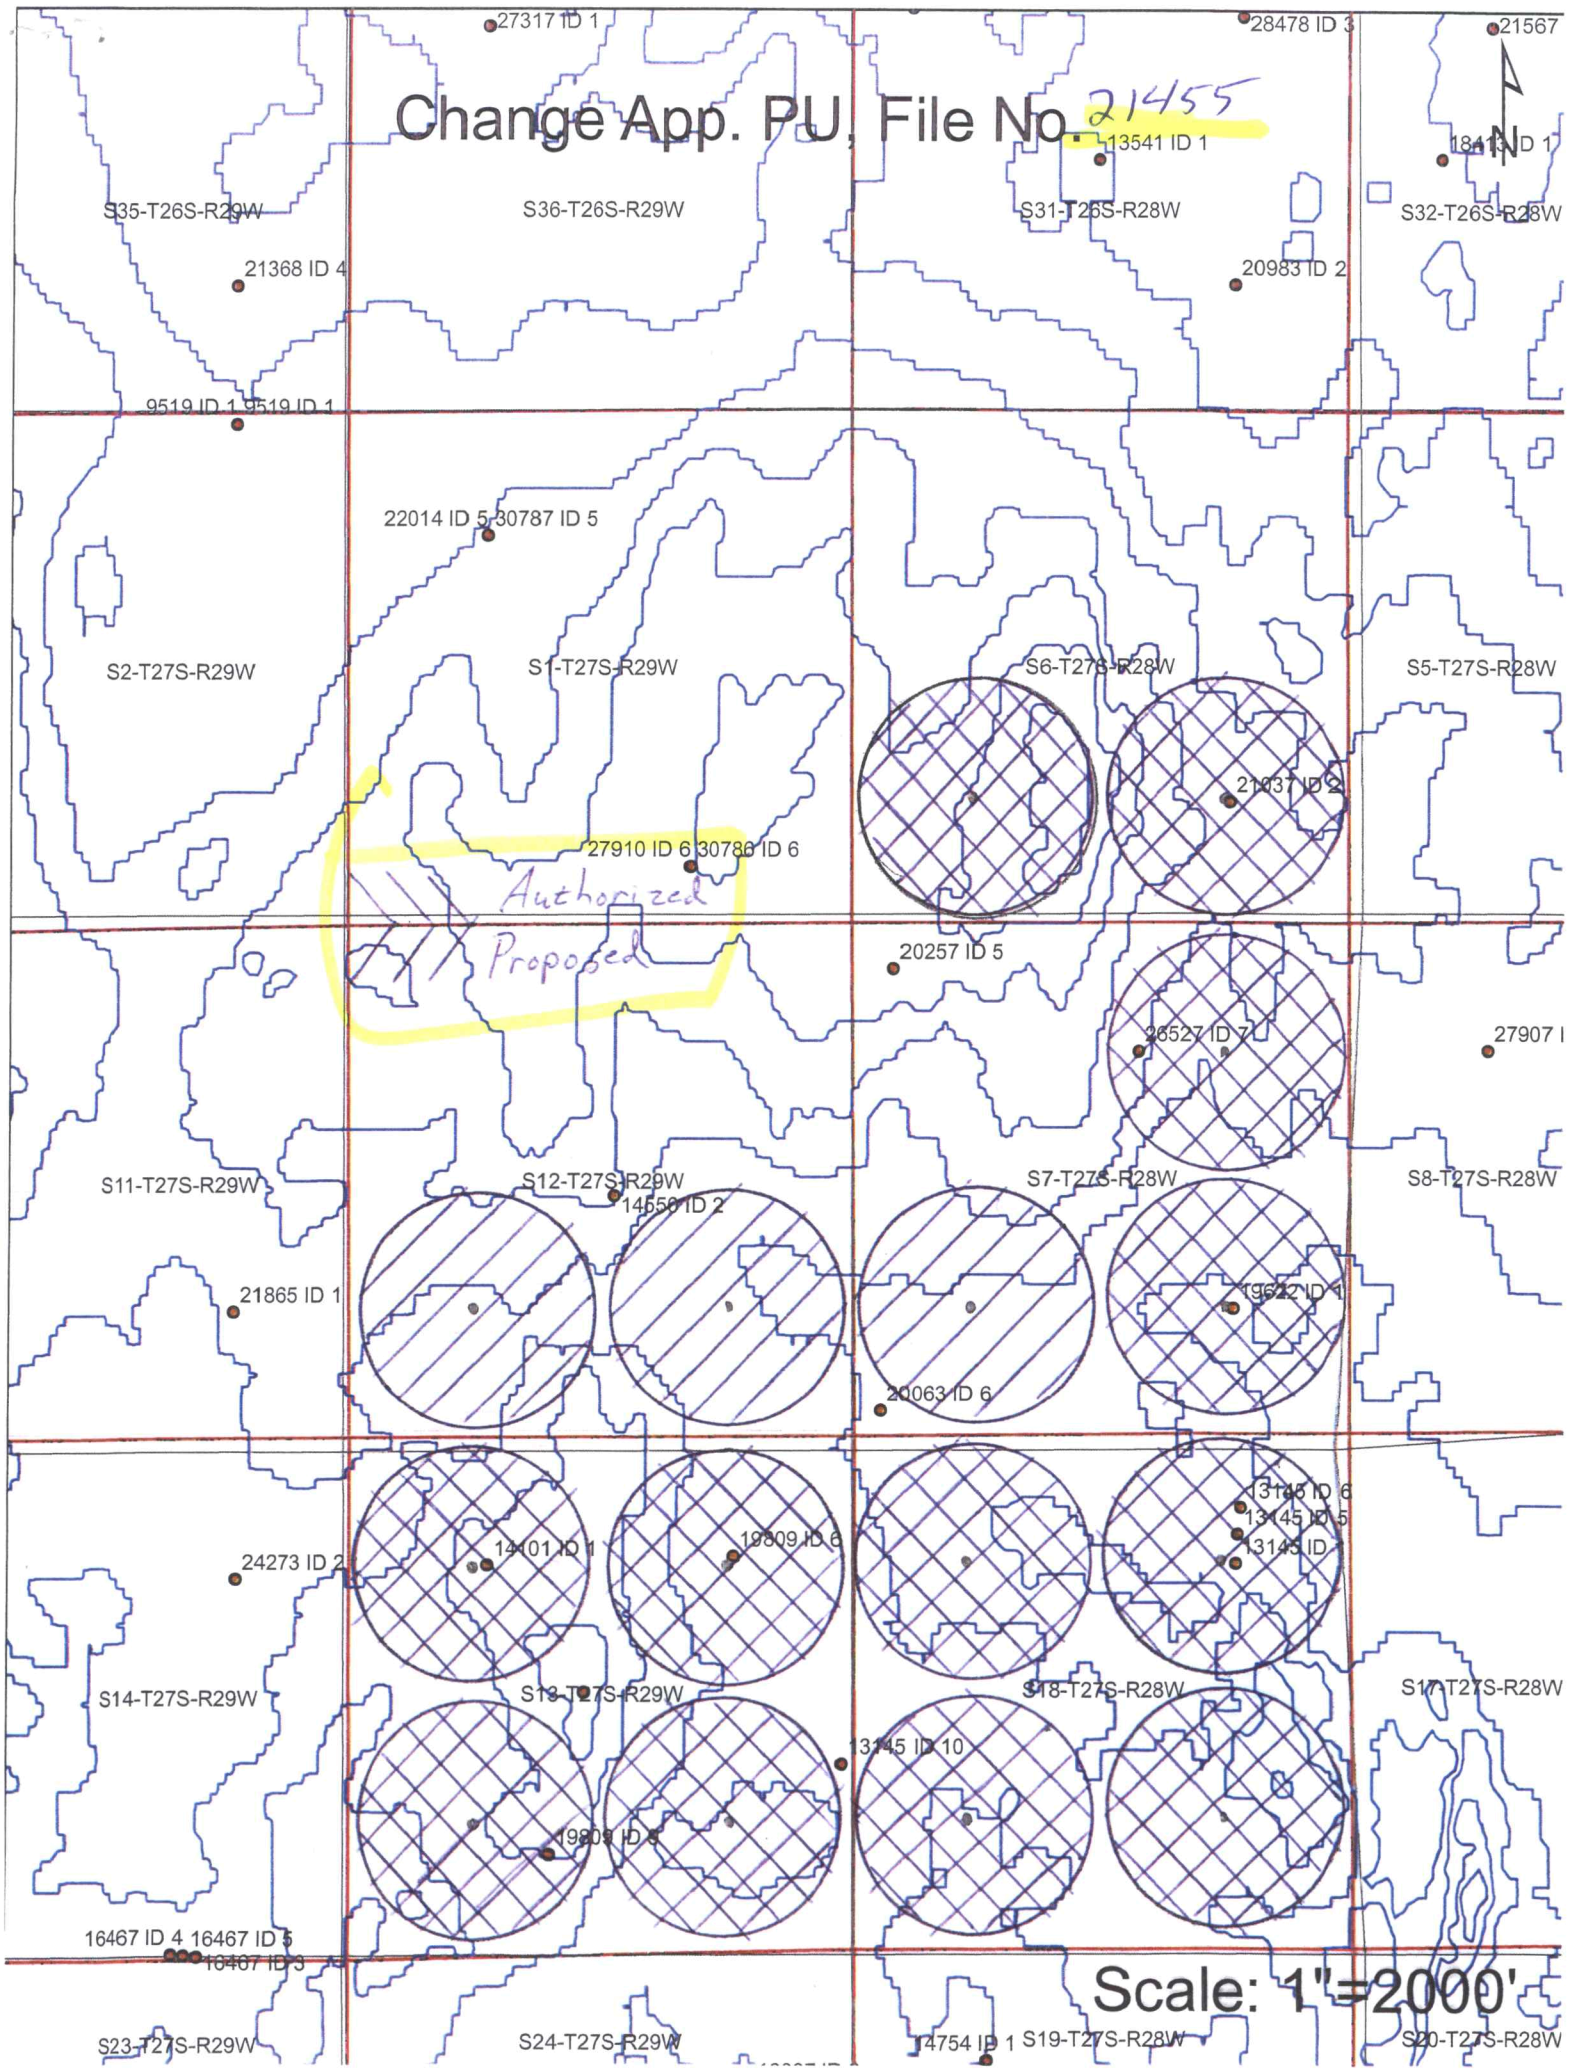 27317 ID 1
28478 ID 3
21567
Change App. PU, File No. 21455
13541 ID 1
18413 ID 1
N
S35-T26S-R29W
S36-T26S-R29W
S31-T26S-R28W
S32-T26S-R28W
21368 ID 4
20983 ID 2
9519 ID 1 9519 ID 1
22014 ID 5 30787 ID 5
S2-T27S-R29W
S1-T27S-R29W
S6-T27S-R28W
S5-T27S-R28W
21037 ID 2
27910 ID 6 30786 ID 6
Authorized
Proposed
20257 ID 5
26527 ID 7
27907 I
S11-T27S-R29W
S12-T27S-R29W
S7-T27S-R28W
S8-T27S-R28W
14550 ID 2
21865 ID 1
19622 ID 1
20063 ID 6
13145 ID 6
13145 ID 5
13145 ID 1
14101 ID 1
19809 ID 6
24273 ID 2
S14-T27S-R29W
S13-T27S-R29W
S18-T27S-R28W
S17-T27S-R28W
13145 ID 10
19809 ID 8
16467 ID 4 16467 ID 5
16467 ID 3
Scale: 1"=2000'
S23-T27S-R29W
S24-T27S-R29W
14754 ID 1
S19-T27S-R28W
S20-T27S-R28W